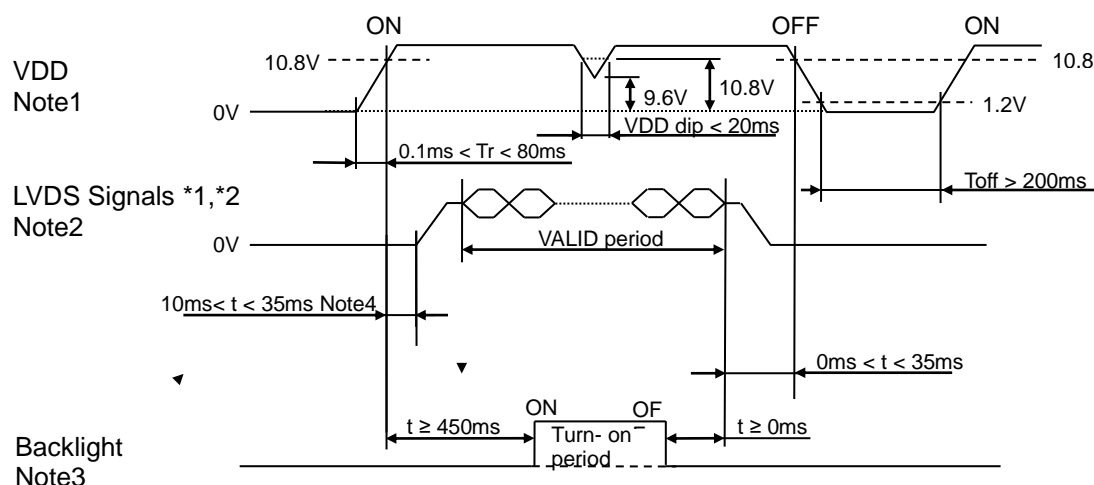 ON
OFF
ON
VDD
Note1
10.8V
10.8
0V
9.6V
10.8V
1.2V
VDD dip < 20ms
0.1ms < Tr < 80ms
Toff > 200ms
LVDS Signals *1,*2
Note2
0V
VALID period
10ms< t < 35ms Note4
0ms < t < 35ms
ON
OF
t ≥ 450ms
Turn- on
period
t ≥ 0ms
Backlight
Note3